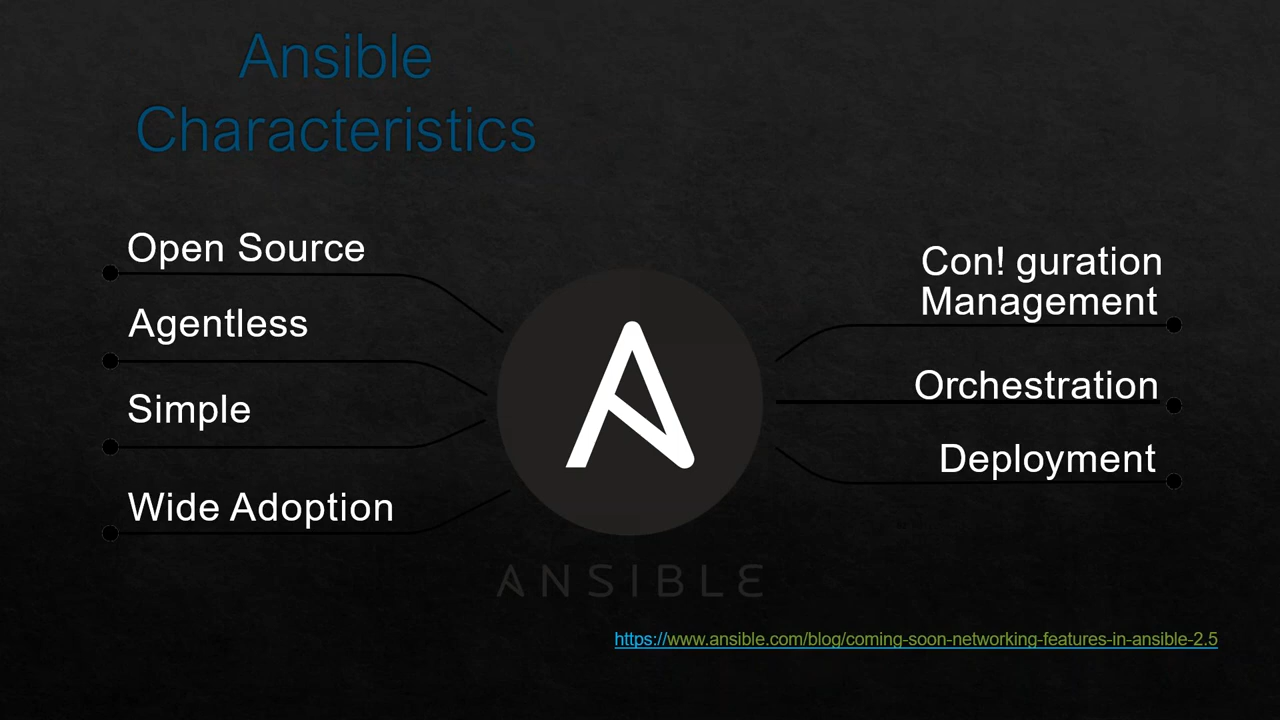 Ansible
Characteristics
Open Source
Agentless
Simple
Wide Adoption
Con! guration
Management
Orchestration
Deployment
ANSIBLE
https://www.ansible.com/blog/coming-soon-networking-features-in-ansible-2.5